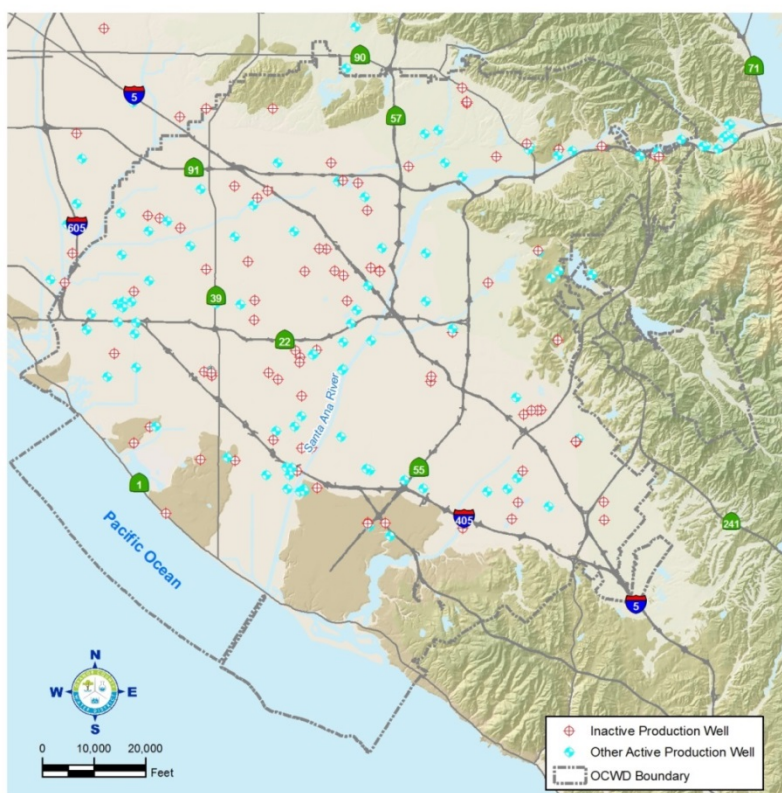 90
71
5
57
91
605
39
22
Santa Ana River
55
1
405
241
Pacific Ocean
5
N
W E
S
0 10,000 20,000
Feet
Inactive Production Well
Other Active Production Well
OCWD Boundary